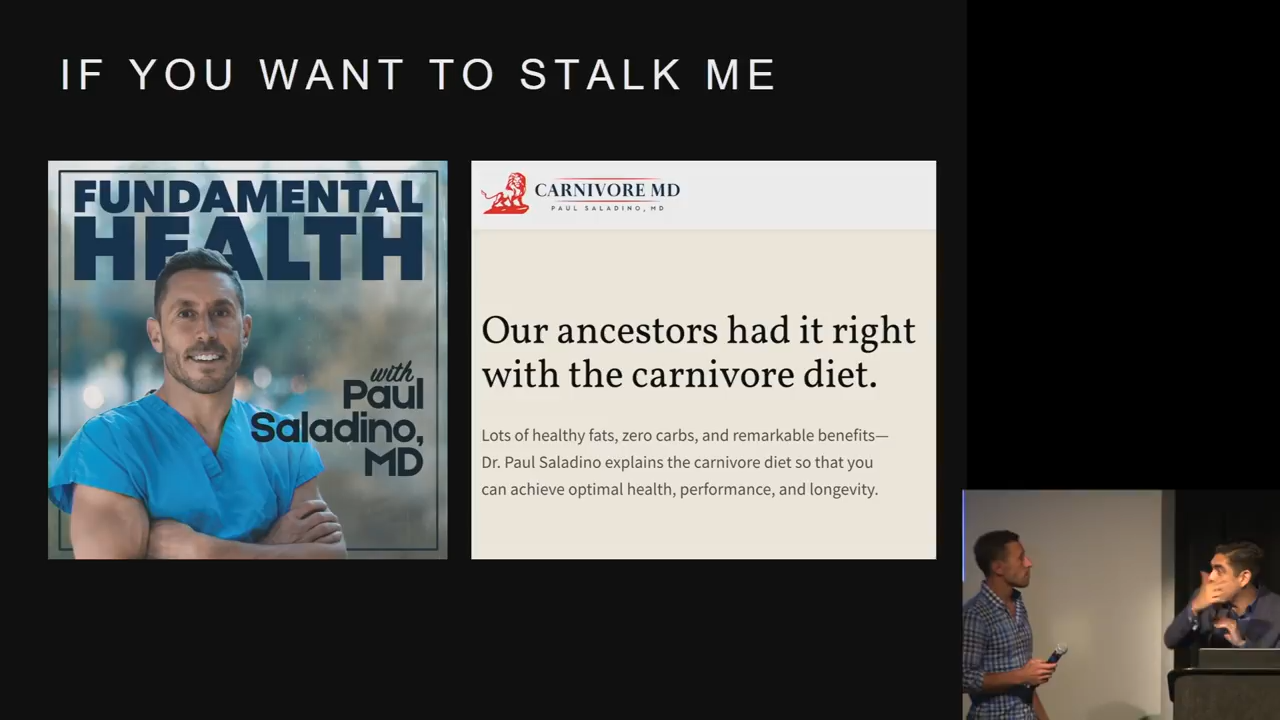 IF YOU WANT TO STALK ME
FUNDAMENTAL
HEALTH
with
Paul
Saladino,
MD
CARNIVORE MD
PAUL SALADINO, MD
Our ancestors had it right
with the carnivore diet.
Lots of healthy fats, zero carbs, and remarkable benefits—
Dr. Paul Saladino explains the carnivore diet so that you
can achieve optimal health, performance, and longevity.